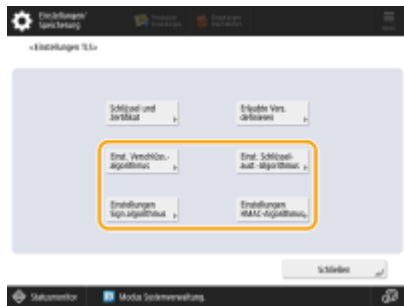 Einstellungen/
Speicherung
<Einstellungen TLS>
Schlüssel und
Zertifikat
Erlaubte Vers.
definieren
Einst. Verschlüss.-
algorithmus
Einst. Schlüssel-
aust.-algorithmus
Einstellungen
Sign.algorithmus
Einstellungen
HMAC-Algorithmus
Schließen
Statusmonitor
Modus Systemverwaltung.